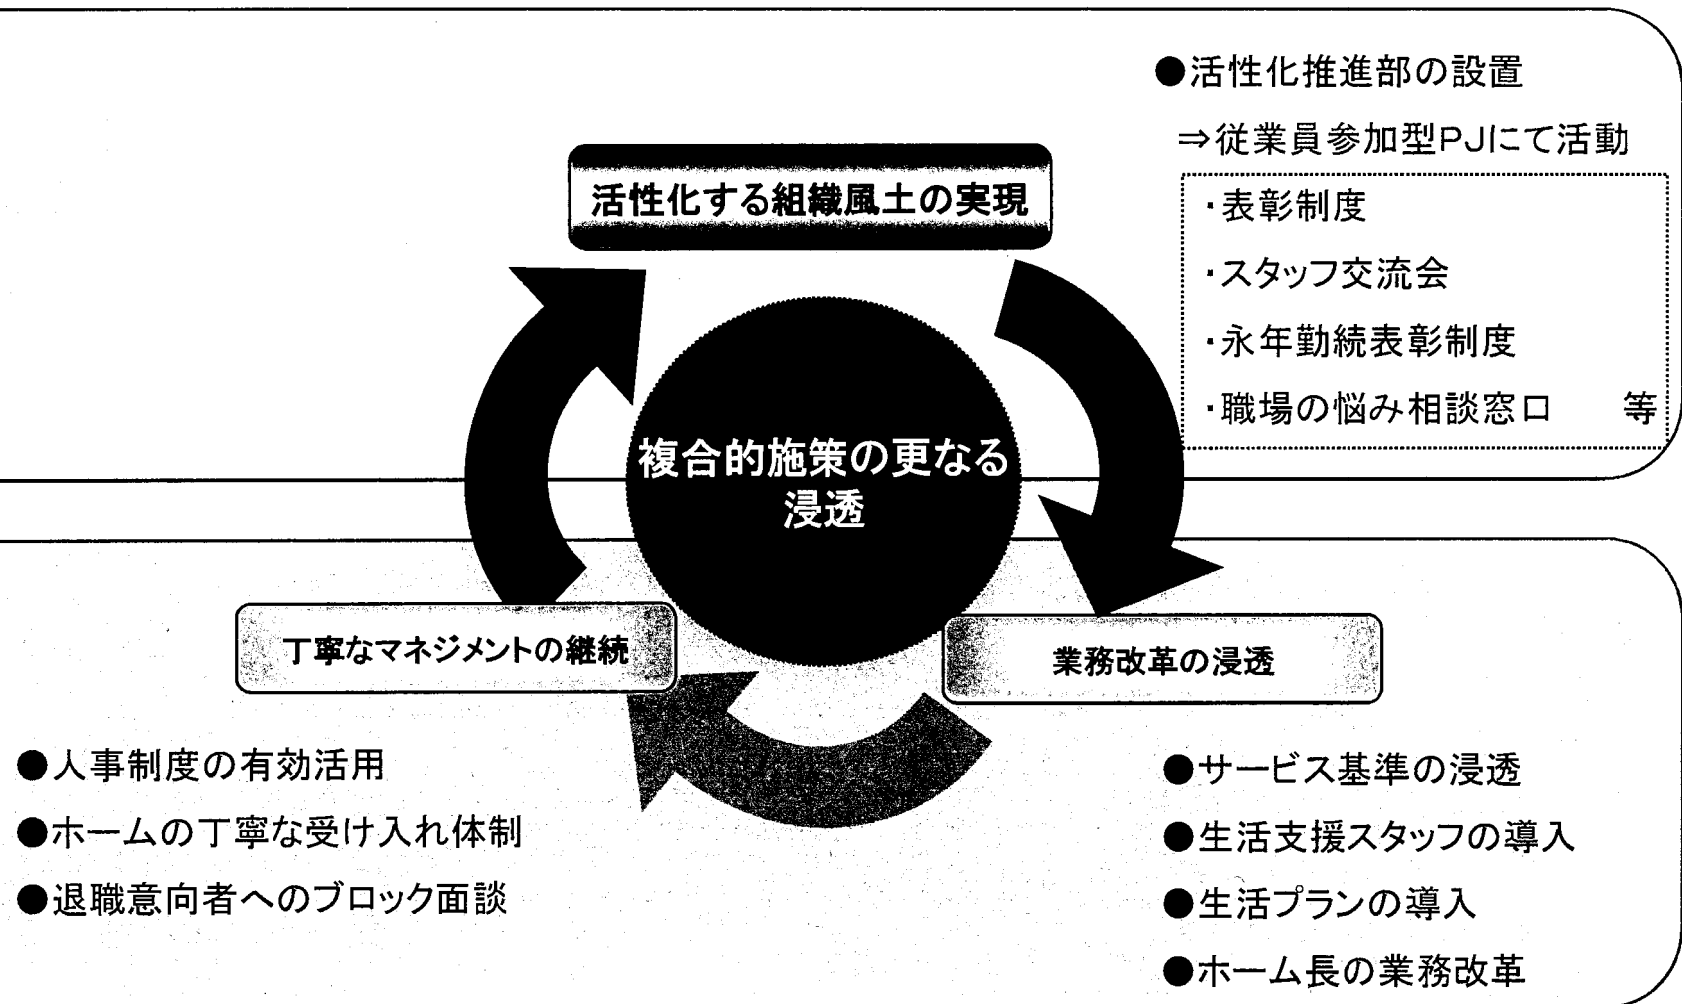 ●活性化推進部の設置
⇒従業員参加型PJにて活動
・表彰制度
・スタッフ交流会
・永年勤続表彰制度
・職場の悩み相談窓口　等
活性化する組織風土の実現
複合的施策の更なる
浸透
丁寧なマネジメントの継続
●人事制度の有効活用
●ホームの丁寧な受け入れ体制
●退職意向者へのブロック面談
業務改革の浸透
●サービス基準の浸透
●生活支援スタッフの導入
●生活プランの導入
●ホーム長の業務改革